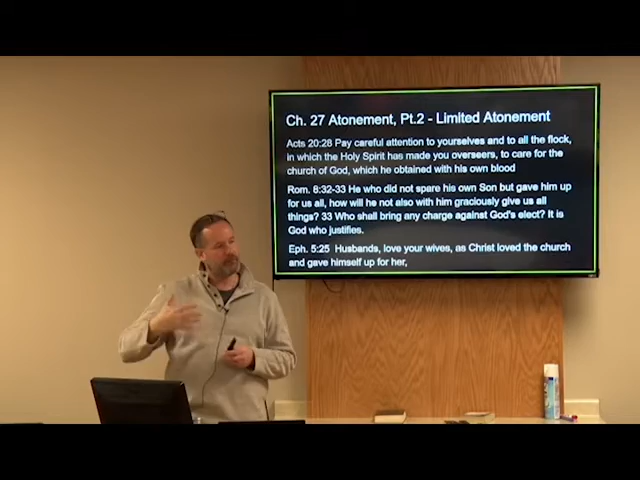 Ch. 27 Atonement, Pt.2 - Limited Atonement
Acts 20:28 Pay careful attention to yourselves and to all the flock,
in which the Holy Spirit has made you overseers, to care for the
church of God, which he obtained with his own blood
Rom. 8:32-33 He who did not spare his own Son but gave him up
for us all, how will he not also with him graciously give us all
things? 33 Who shall bring any charge against God's elect? It is
God who justifies.
Eph. 5:25 Husbands, love your wives, as Christ loved the church
and gave himself up for her,